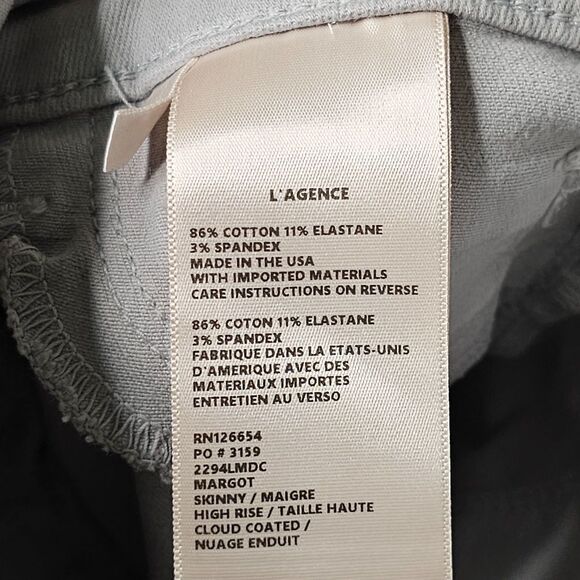 L'AGENCE
86% COTTON 11% ELASTANE
3% SPANDEX
MADE IN THE USA
WITH IMPORTED MATERIALS
CARE INSTRUCTIONS ON REVERSE
86% COTON 11% ELASTANE
3% SPANDEX
FABRIQUE DANS LA ETATS-UNIS
D'AMERIQUE AVEC DES
MATERIAUX IMPORTES
ENTRETIEN AU VERSO
RN126654
PO # 3159
2294LMDC
MARGOT
SKINNY / MAIGRE
HIGH RISE / TAILLE HAUTE
CLOUD COATED /
NUAGE ENDUIT